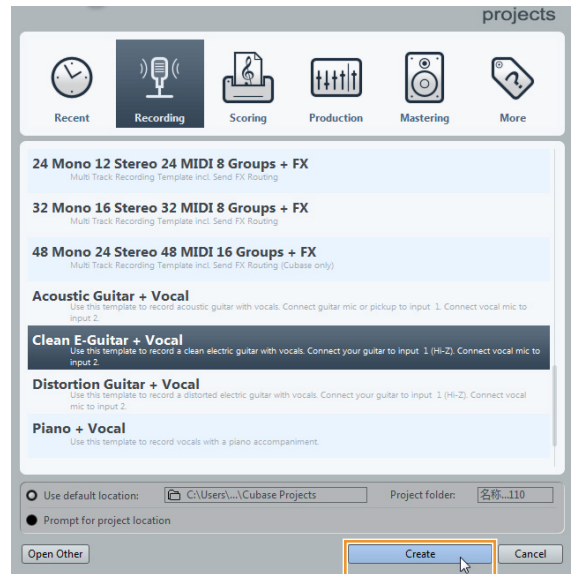 projects
Recent Recording Scoring Production Mastering More
24 Mono 12 Stereo 24 MIDI 8 Groups + FX
Multi Track Recording Template incl. Send FX Routing
32 Mono 16 Stereo 32 MIDI 8 Groups + FX
Multi Track Recording Template incl. Send FX Routing
48 Mono 24 Stereo 48 MIDI 16 Groups + FX
Multi Track Recording Template incl. Send FX Routing (Cubase only)
Acoustic Guitar + Vocal
Use this template to record acoustic guitar with vocals. Connect guitar mic or pickup to input 1. Connect vocal mic to
input 2.
Clean E-Guitar + Vocal
Use this template to record a clean electric guitar with vocals. Connect your guitar to input 1 (Hi-Z). Connect vocal mic to
input 2.
Distortion Guitar + Vocal
Use this template to record a distorted electric guitar with vocals. Connect your guitar to input 1 (Hi-Z). Connect vocal
mic to input 2.
Piano + Vocal
Use this template to record vocals with a piano accompaniment.
Use default location: C:\Users\...\Cubase Projects Project folder: 名称...110
Prompt for project location
Open Other Create Cancel